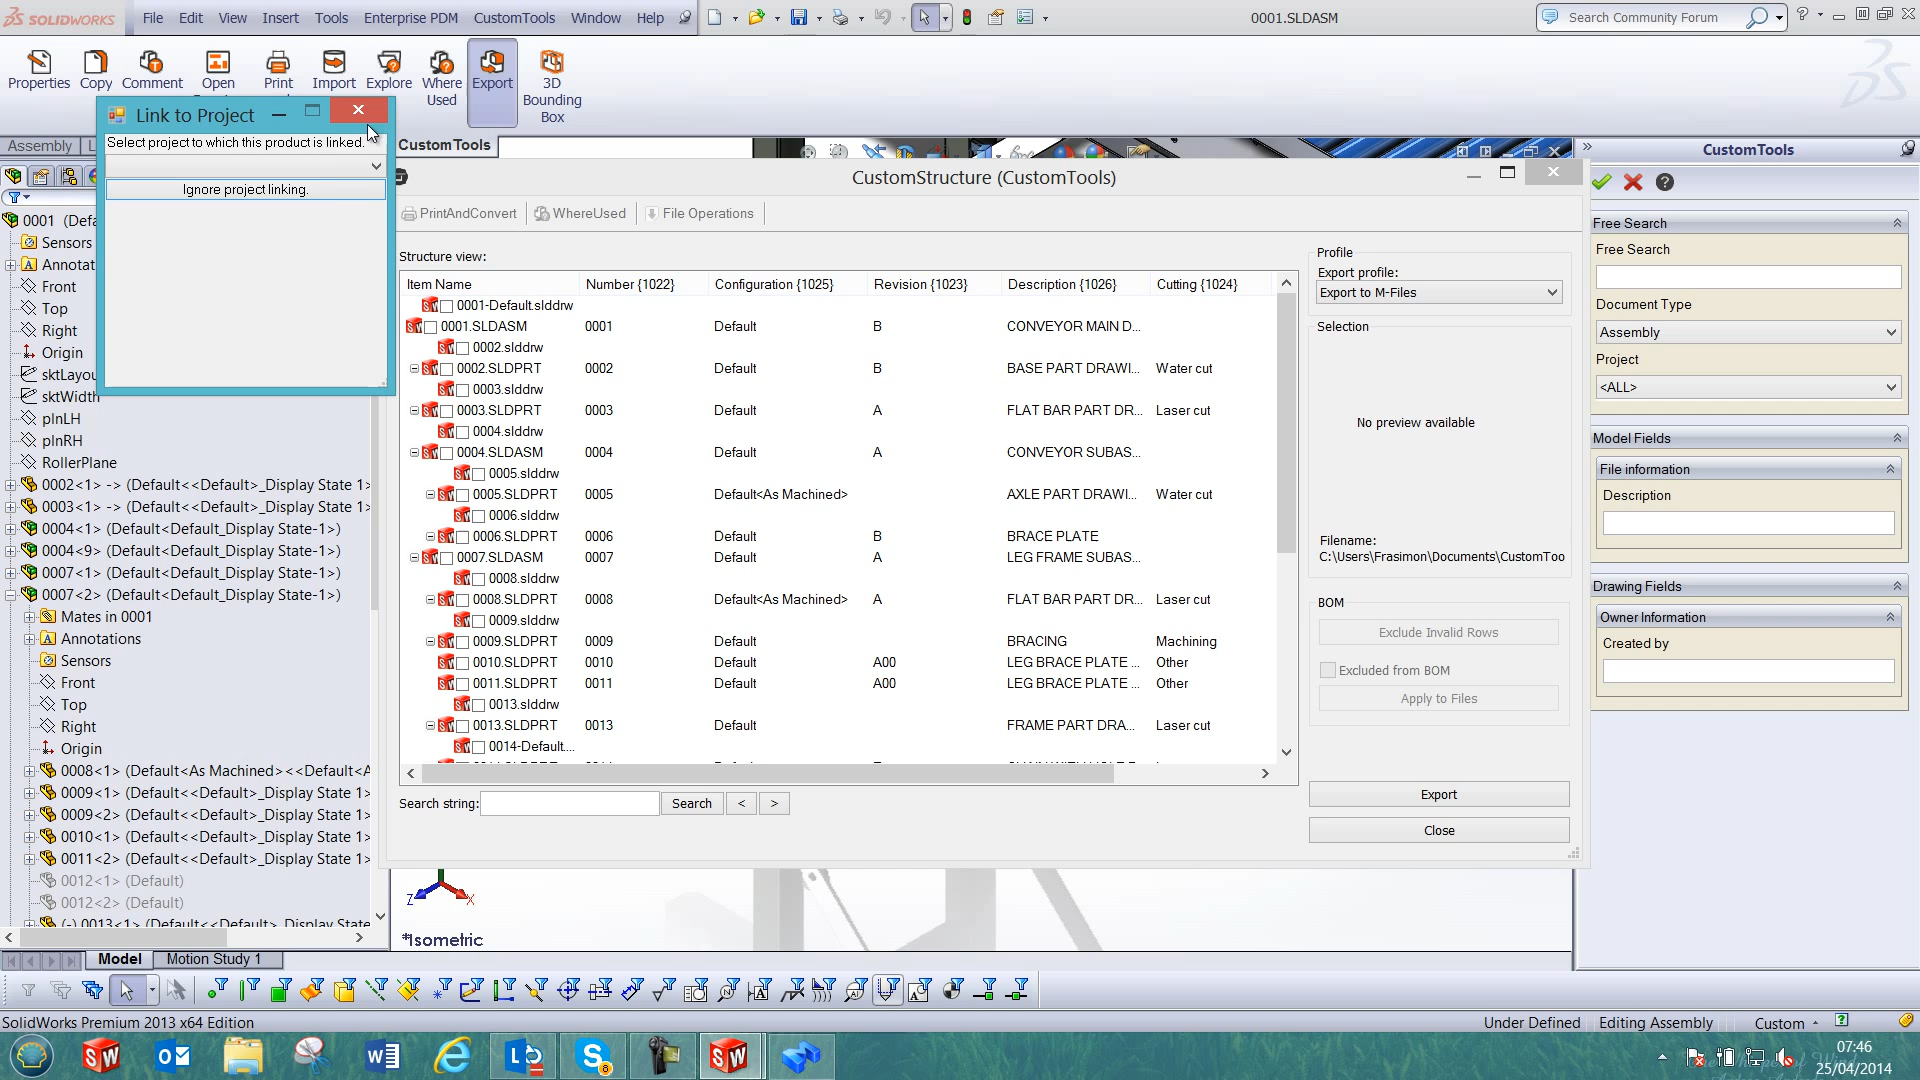 SOLIDWORKS File Edit View Insert Tools Enterprise PDM CustomTools Window Help 0001.SLDASM Search Community Forum
Properties Copy Comment Open Print Import Explore Where Used Export 3D Bounding Box
Link to Project
Select project to which this product is linked.
Ignore project linking.
Assembly
CustomTools
0001 (Defa
Sensors
Annotat
Front
Top
Right
Origin
sktLayou
sktWidth
plnLH
plnRH
RollerPlane
0002<1> -> (Default<<Default>_Display State 1>
0003<1> -> (Default<<Default>_Display State 1>
0004<1> (Default<Default_Display State-1>)
0004<9> (Default<Default_Display State-1>)
0007<1> (Default<Default_Display State-1>)
0007<2> (Default<Default_Display State-1>)
Mates in 0001
Annotations
Sensors
Front
Top
Right
Origin
0008<1> (Default<As Machined><<Default<A
0009<1> (Default<<Default>_Display State 1>
0009<2> (Default<<Default>_Display State 1>
0010<1> (Default<<Default>_Display State 1>
0011<2> (Default<<Default>_Display State 1>
0012<1> (Default)
0012<2> (Default)
(-) 0013<1> (Default<<Default>_Display State
CustomStructure (CustomTools)
PrintAndConvert WhereUsed File Operations
Structure view:
Item Name Number {1022} Configuration {1025} Revision {1023} Description {1026} Cutting {1024}
0001-Default.slddrw
0001.SLDASM 0001 Default B CONVEYOR MAIN D...
0002.slddrw
0002.SLDPRT 0002 Default B BASE PART DRAWI... Water cut
0003.slddrw
0003.SLDPRT 0003 Default A FLAT BAR PART DR... Laser cut
0004.slddrw
0004.SLDASM 0004 Default A CONVEYOR SUBAS...
0005.slddrw
0005.SLDPRT 0005 Default<As Machined> AXLE PART DRAWI... Water cut
0006.slddrw
0006.SLDPRT 0006 Default B BRACE PLATE
0007.SLDASM 0007 Default A LEG FRAME SUBAS...
0008.slddrw
0008.SLDPRT 0008 Default<As Machined> A FLAT BAR PART DR... Laser cut
0009.slddrw
0009.SLDPRT 0009 Default BRACING Machining
0010.SLDPRT 0010 Default A00 LEG BRACE PLATE ... Other
0011.SLDPRT 0011 Default A00 LEG BRACE PLATE ... Other
0013.slddrw
0013.SLDPRT 0013 Default FRAME PART DRA... Laser cut
0014-Default....
Search string: Search < >
Profile
Export profile:
Export to M-Files
Selection
No preview available
Filename:
C:\Users\Frasimon\Documents\CustomToo
BOM
Exclude Invalid Rows
Excluded from BOM
Apply to Files
Export
Close
CustomTools
Free Search
Free Search
Document Type
Assembly
Project
<ALL>
Model Fields
File information
Description
Drawing Fields
Owner Information
Created by
Z X
*Isometric
Model Motion Study 1
SolidWorks Premium 2013 x64 Edition Under Defined Editing Assembly Custom
07:46
25/04/2014